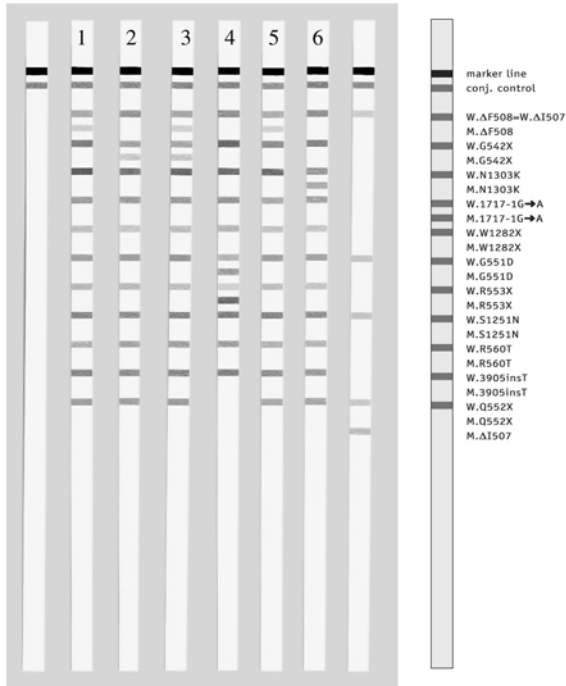 1 2 3 4 5 6
marker line
conj. control
W.ΔF508=W.ΔI507
M.ΔF508
W.G542X
M.G542X
W.N1303K
M.N1303K
W.1717-1G➔A
M.1717-1G➔A
W.W1282X
M.W1282X
W.G551D
M.G551D
W.R553X
M.R553X
W.S1251N
M.S1251N
W.R560T
M.R560T
W.3905insT
M.3905insT
W.Q552X
M.Q552X
M.ΔI507